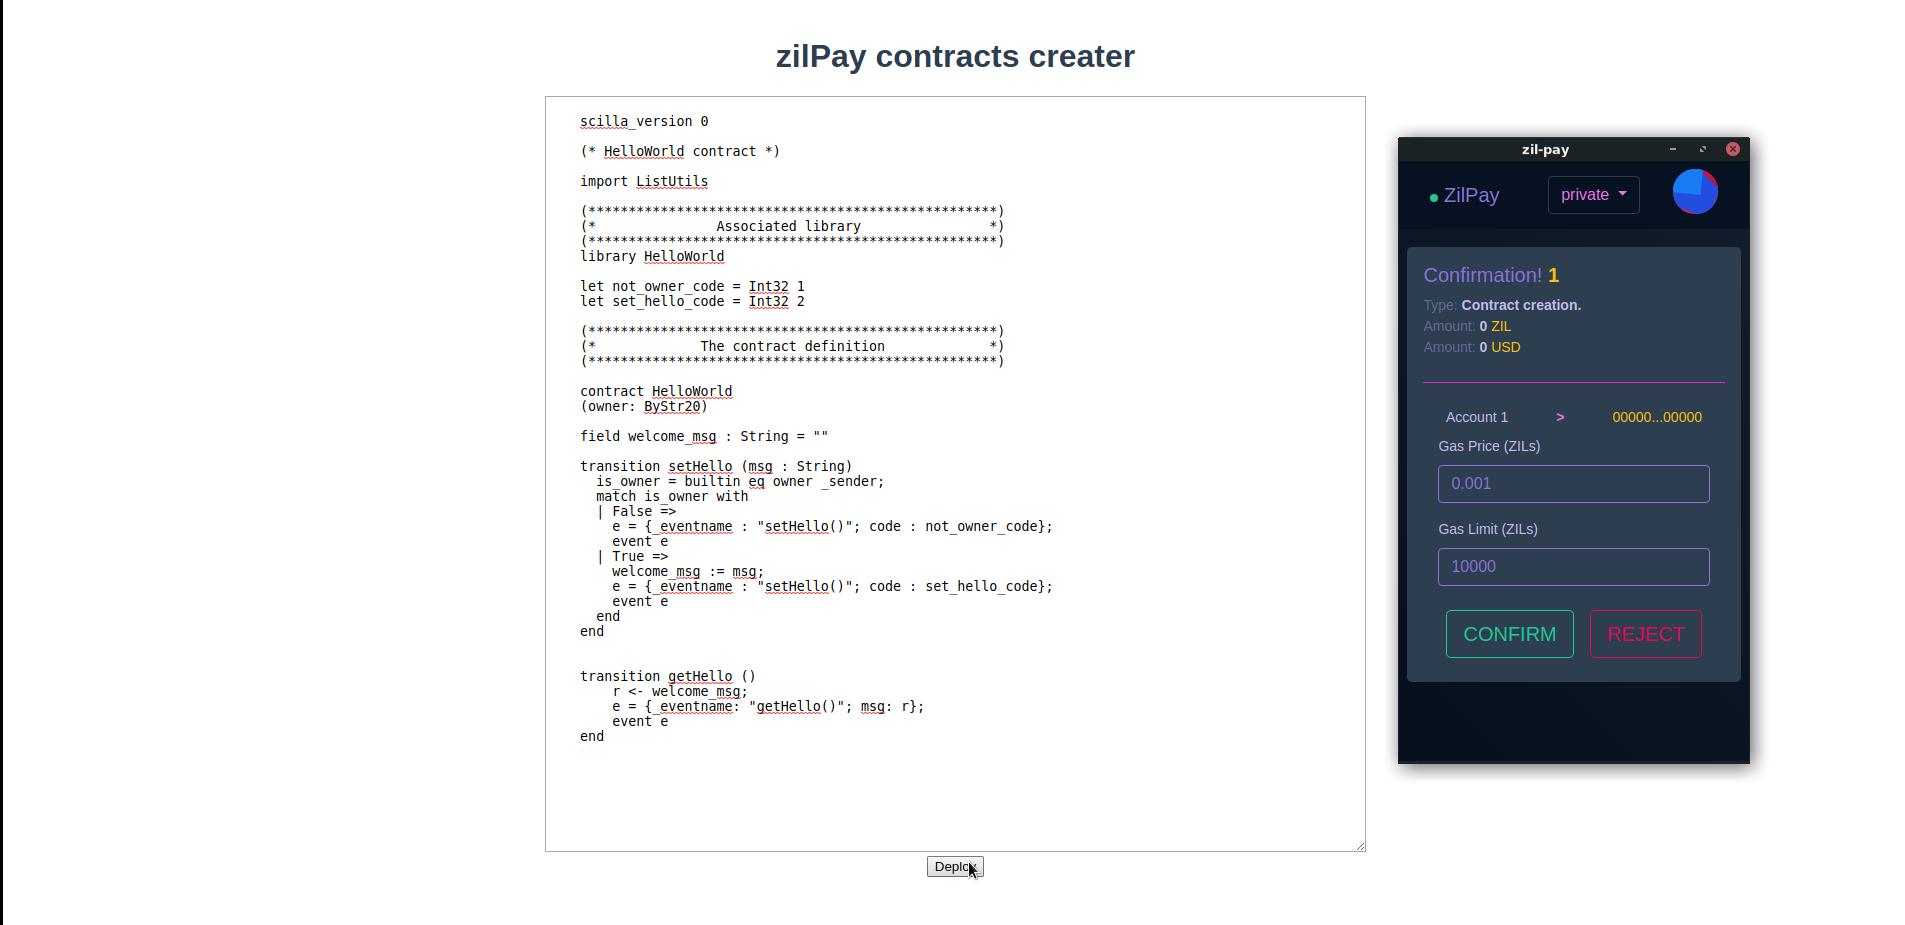 zilPay contracts creater
scilla_version 0
(* HelloWorld contract *)
import ListUtils
(***************************************************)
(*               Associated library                *)
(***************************************************)
library HelloWorld
let not_owner_code = Int32 1
let set_hello_code = Int32 2
(***************************************************)
(*             The contract definition             *)
(***************************************************)
contract HelloWorld
(owner: ByStr20)
field welcome_msg : String = ""
transition setHello (msg : String)
  is_owner = builtin eq owner _sender;
  match is_owner with
  | False =>
    e = {_eventname : "setHello()"; code : not_owner_code};
    event e
  | True =>
    welcome_msg := msg;
    e = {_eventname : "setHello()"; code : set_hello_code};
    event e
  end
end
transition getHello ()
    r <- welcome_msg;
    e = {_eventname: "getHello()"; msg: r};
    event e
end
Deploy
zil-pay
ZilPay
private
Confirmation! 1
Type: Contract creation.
Amount: 0 ZIL
Amount: 0 USD
Account 1 > 00000...00000
Gas Price (ZILs)
0.001
Gas Limit (ZILs)
10000
CONFIRM REJECT